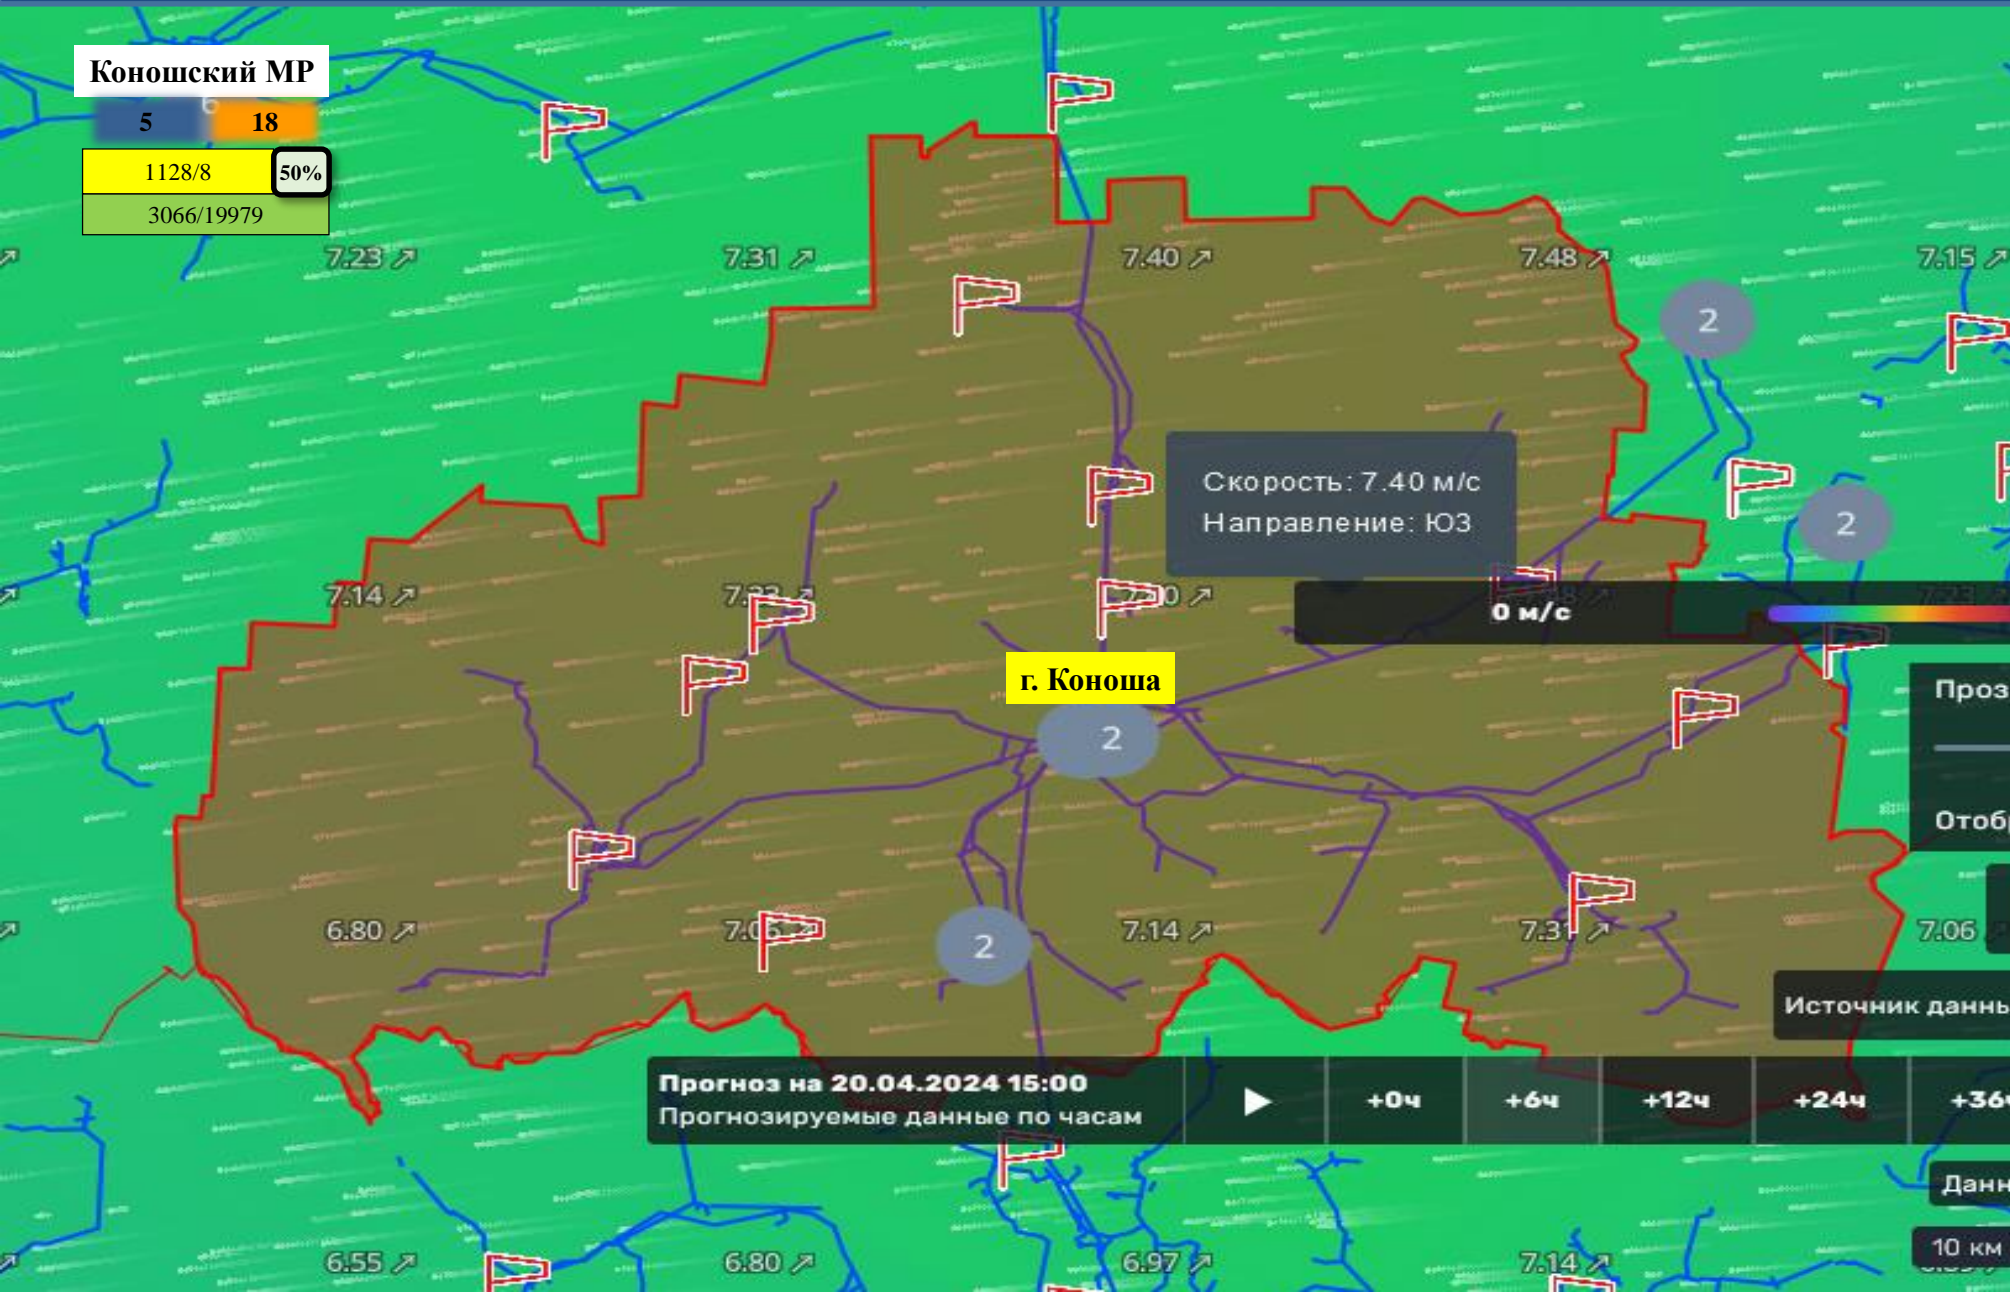 Коношский МР
6
5 18
1128/8 50%
3066/19979
7.23 7.31 7.40 7.48 7.15
2
Скорость: 7.40 м/с
Направление: ЮЗ
2
7.14
0 м/с
г. Коноша
Проз
2
Отобр
6.80 7.14 7.31 7.06
2
Источник данны
Прогноз на 20.04.2024 15:00
Прогнозируемые данные по часам
+0ч +6ч +12ч +24ч +36ч
Данн
10 км
6.55 6.80 6.97 7.14